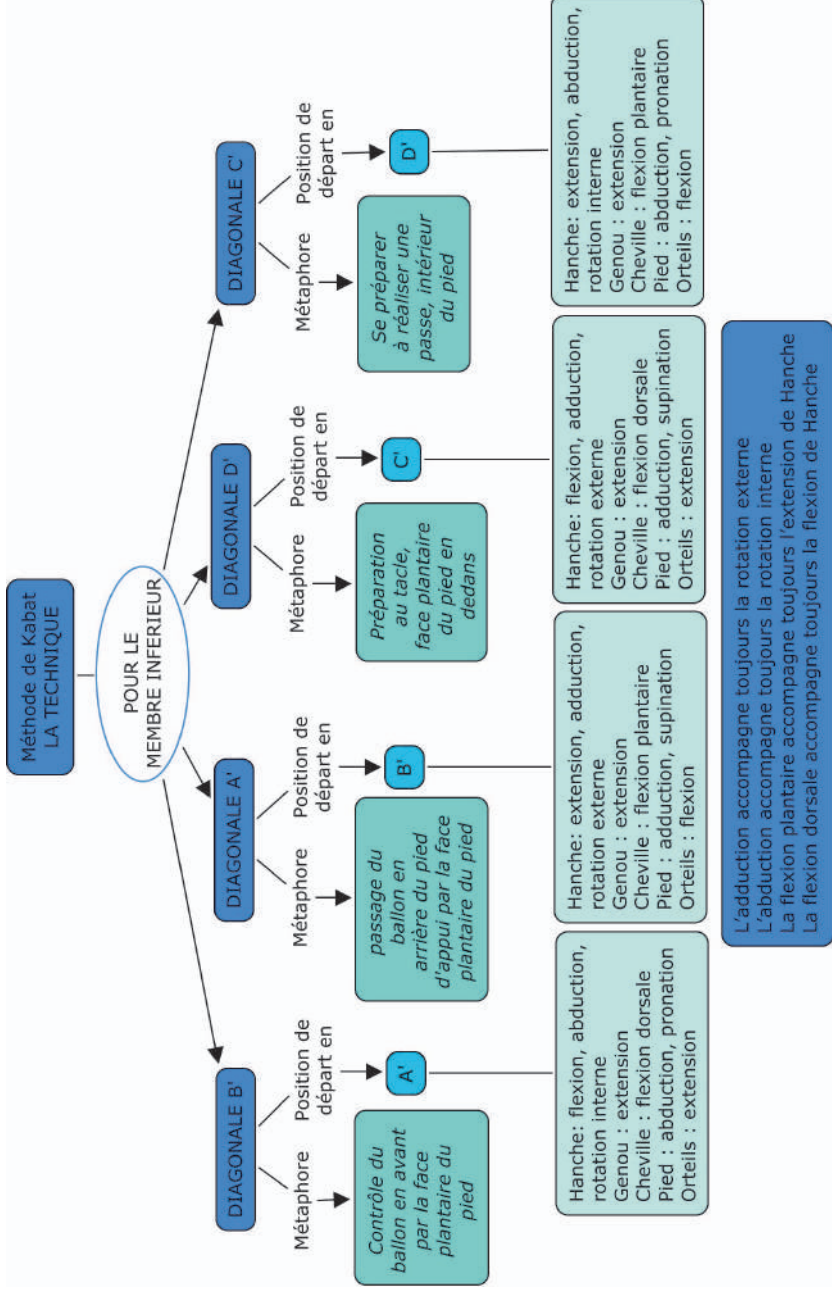 Méthode de Kabat
LA TECHNIQUE
POUR LE
MEMBRE INFERIEUR
DIAGONALE B'
Métaphore
Position de
départ en
Contrôle du
ballon en avant
par la face
plantaire du
pied
A'
Hanche: flexion, abduction,
rotation interne
Genou : extension
Cheville : flexion dorsale
Pied : abduction, pronation
Orteils : extension
DIAGONALE A'
Métaphore
Position de
départ en
passage du
ballon en
arrière du pied
d'appui par la face
plantaire du pied
B'
Hanche: extension, adduction,
rotation externe
Genou : extension
Cheville : flexion plantaire
Pied : adduction, supination
Orteils : flexion
DIAGONALE D'
Métaphore
Position de
départ en
Préparation
au tacle,
face plantaire
du pied en
dedans
C'
Hanche: flexion, adduction,
rotation externe
Genou : extension
Cheville : flexion dorsale
Pied : adduction, supination
Orteils : extension
DIAGONALE C'
Métaphore
Position de
départ en
Se préparer
à réaliser une
passe, intérieur
du pied
D'
Hanche: extension, abduction,
rotation interne
Genou : extension
Cheville : flexion plantaire
Pied : abduction, pronation
Orteils : flexion
L'adduction accompagne toujours la rotation externe
L'abduction accompagne toujours la rotation interne
La flexion plantaire accompagne toujours l'extension de Hanche
La flexion dorsale accompagne toujours la flexion de Hanche